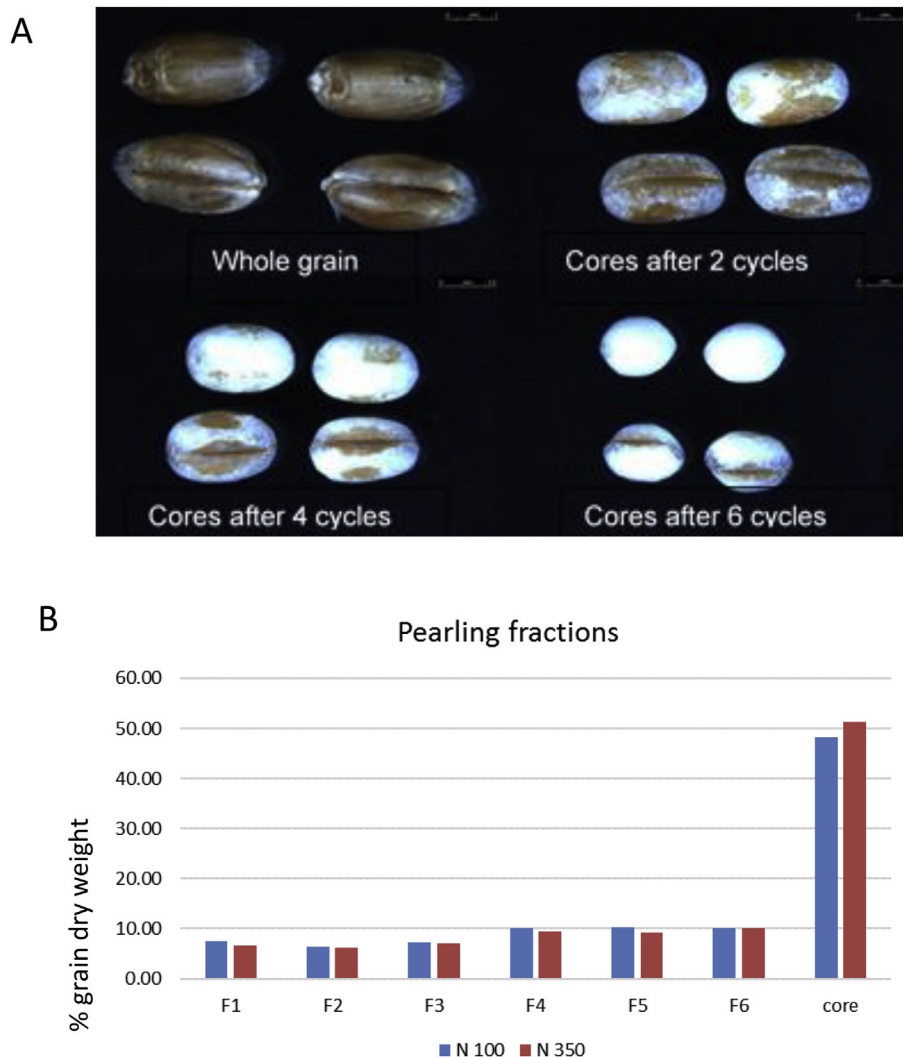 A
Whole grain
Cores after 2 cycles
Cores after 4 cycles
Cores after 6 cycles
B
Pearling fractions
% grain dry weight
60.00
50.00
40.00
30.00
20.00
10.00
0.00
F1 F2 F3 F4 F5 F6 core
N 100 N 350